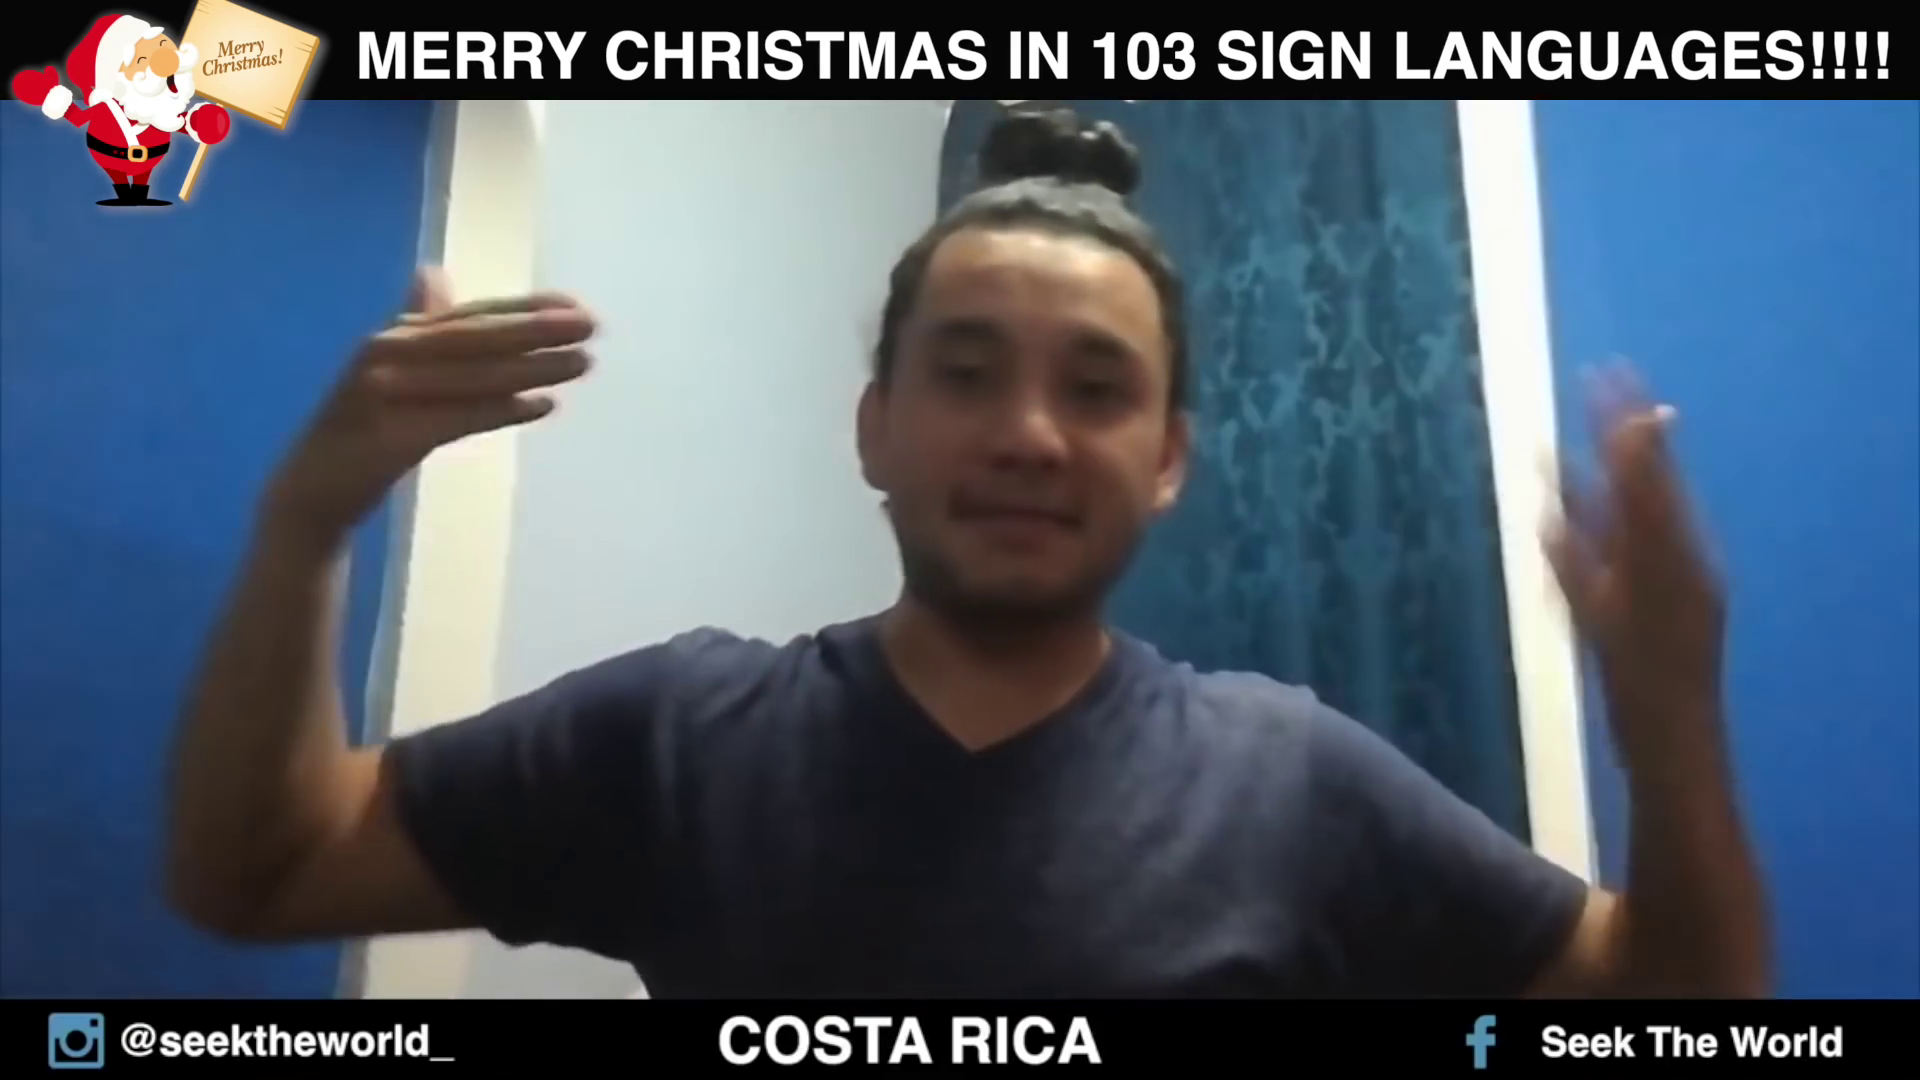 Merry
Christmas!
MERRY CHRISTMAS IN 103 SIGN LANGUAGES!!!!
@seektheworld_
COSTA RICA
Seek The World